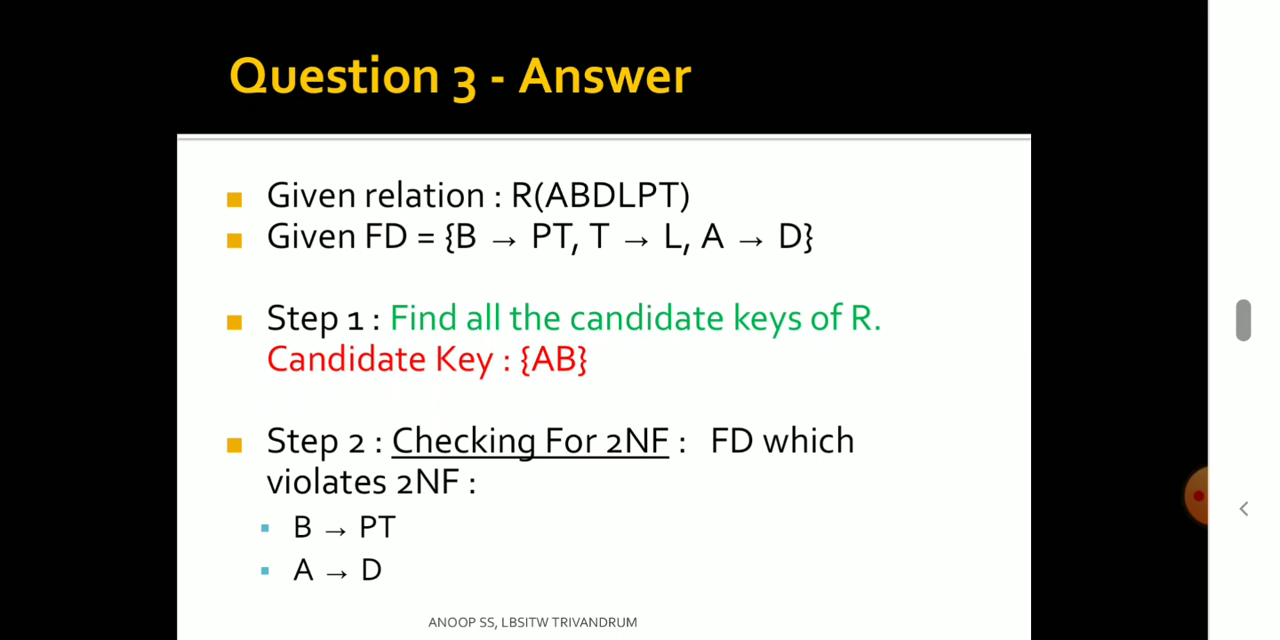 Question 3 - Answer
Given relation : R(ABDLPT)
Given FD = {B → PT, T → L, A → D}
Step 1 : Find all the candidate keys of R.
Candidate Key : {AB}
Step 2 : Checking For 2NF : FD which
violates 2NF :
B → PT
A → D
ANOOP SS, LBSITW TRIVANDRUM